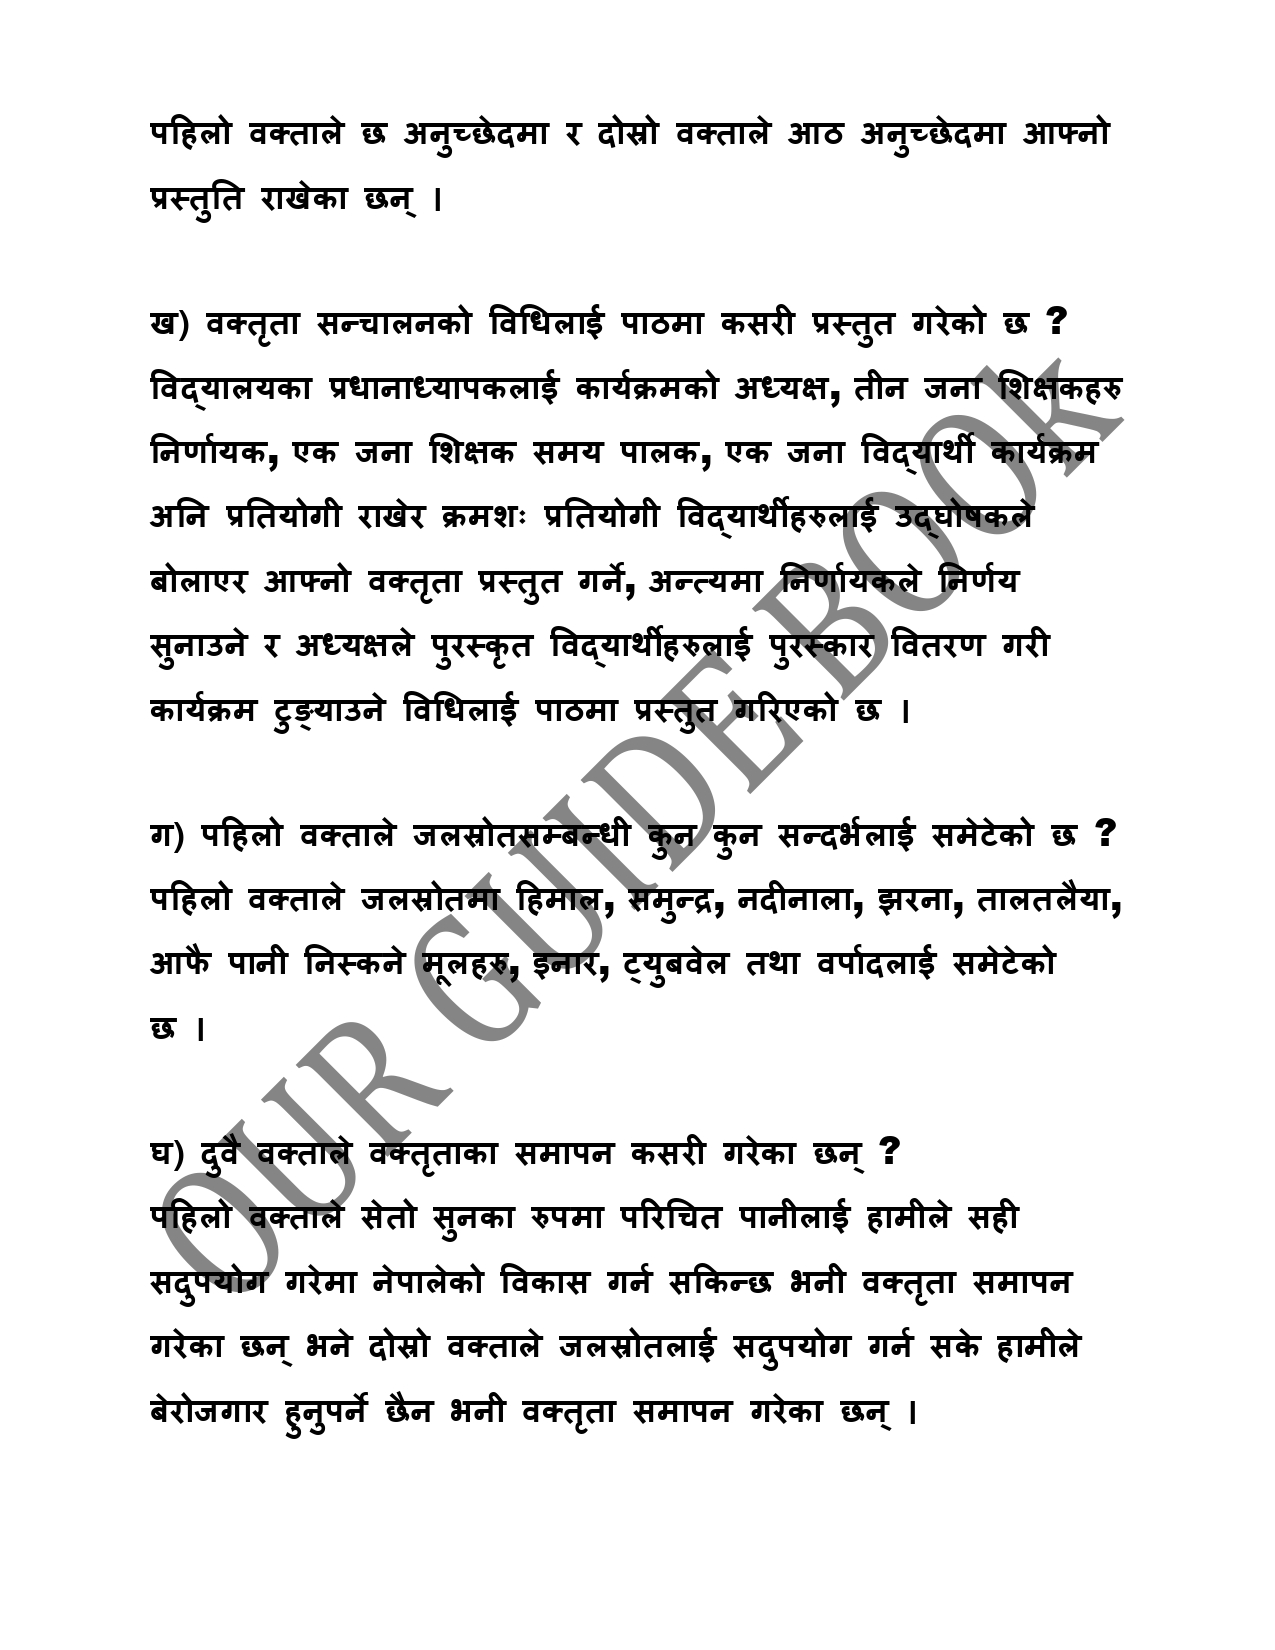 पहिलो वक्ताले छ अनुच्छेदमा र दोस्रो वक्ताले आठ अनुच्छेदमा आफ्नो
प्रस्तुति राखेका छन् ।
ख) वक्तृता सन्चालनको विधिलाई पाठमा कसरी प्रस्तुत गरेको छ ?
विद्यालयका प्रधानाध्यापकलाई कार्यक्रमको अध्यक्ष, तीन जना शिक्षकहरु
निर्णायक, एक जना शिक्षक समय पालक, एक जना विद्यार्थी कार्यक्रम
अनि प्रतियोगी राखेर क्रमशः प्रतियोगी विद्यार्थीहरुलाई उद्घोषकले
बोलाएर आफ्नो वक्तृता प्रस्तुत गर्ने, अन्त्यमा निर्णायकले निर्णय
सुनाउने र अध्यक्षले पुरस्कृत विद्यार्थीहरुलाई पुरस्कार वितरण गरी
कार्यक्रम टुङ्याउने विधिलाई पाठमा प्रस्तुत गरिएको छ ।
ग) पहिलो वक्ताले जलस्रोतसम्बन्धी कुन कुन सन्दर्भलाई समेटेको छ ?
पहिलो वक्ताले जलस्रोतमा हिमाल, समुन्द्र, नदीनाला, झरना, तालतलैया,
आफै पानी निस्कने मूलहरु, इनार, ट्युबवेल तथा वर्पादलाई समेटेको
छ ।
घ) दुवै वक्ताले वक्तृताका समापन कसरी गरेका छन् ?
पहिलो वक्ताले सेतो सुनका रुपमा परिचित पानीलाई हामीले सही
सदुपयोग गरेमा नेपालेको विकास गर्न सकिन्छ भनी वक्तृता समापन
गरेका छन् भने दोस्रो वक्ताले जलस्रोतलाई सदुपयोग गर्न सके हामीले
बेरोजगार हुनुपर्ने छैन भनी वक्तृता समापन गरेका छन् ।
OUR GUIDE BOOK